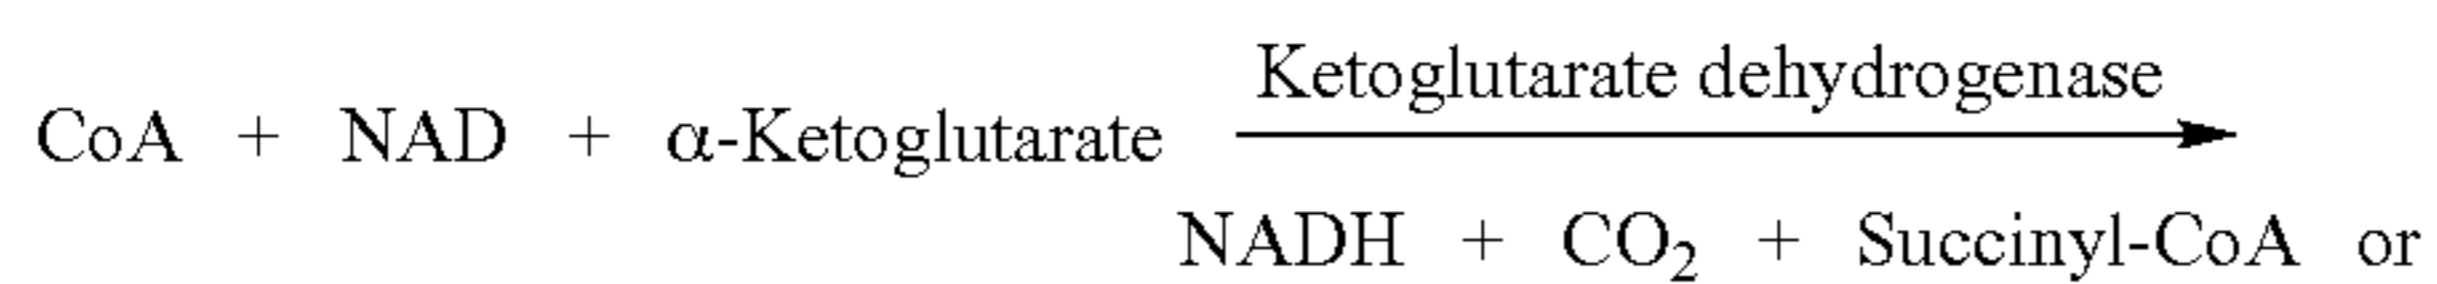 Ketoglutarate dehydrogenase
CoA + NAD + α-Ketoglutarate
NADH + CO₂ + Succinyl-CoA or